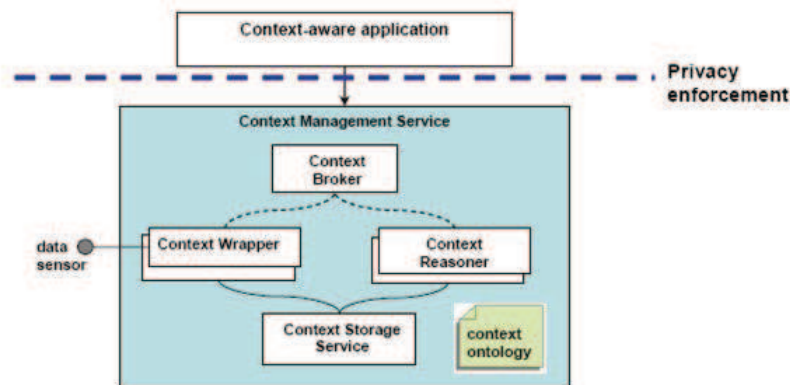 Context-aware application
Privacy
enforcement
Context Management Service
Context
Broker
data
sensor
Context Wrapper
Context
Reasoner
Context Storage
Service
context
ontology